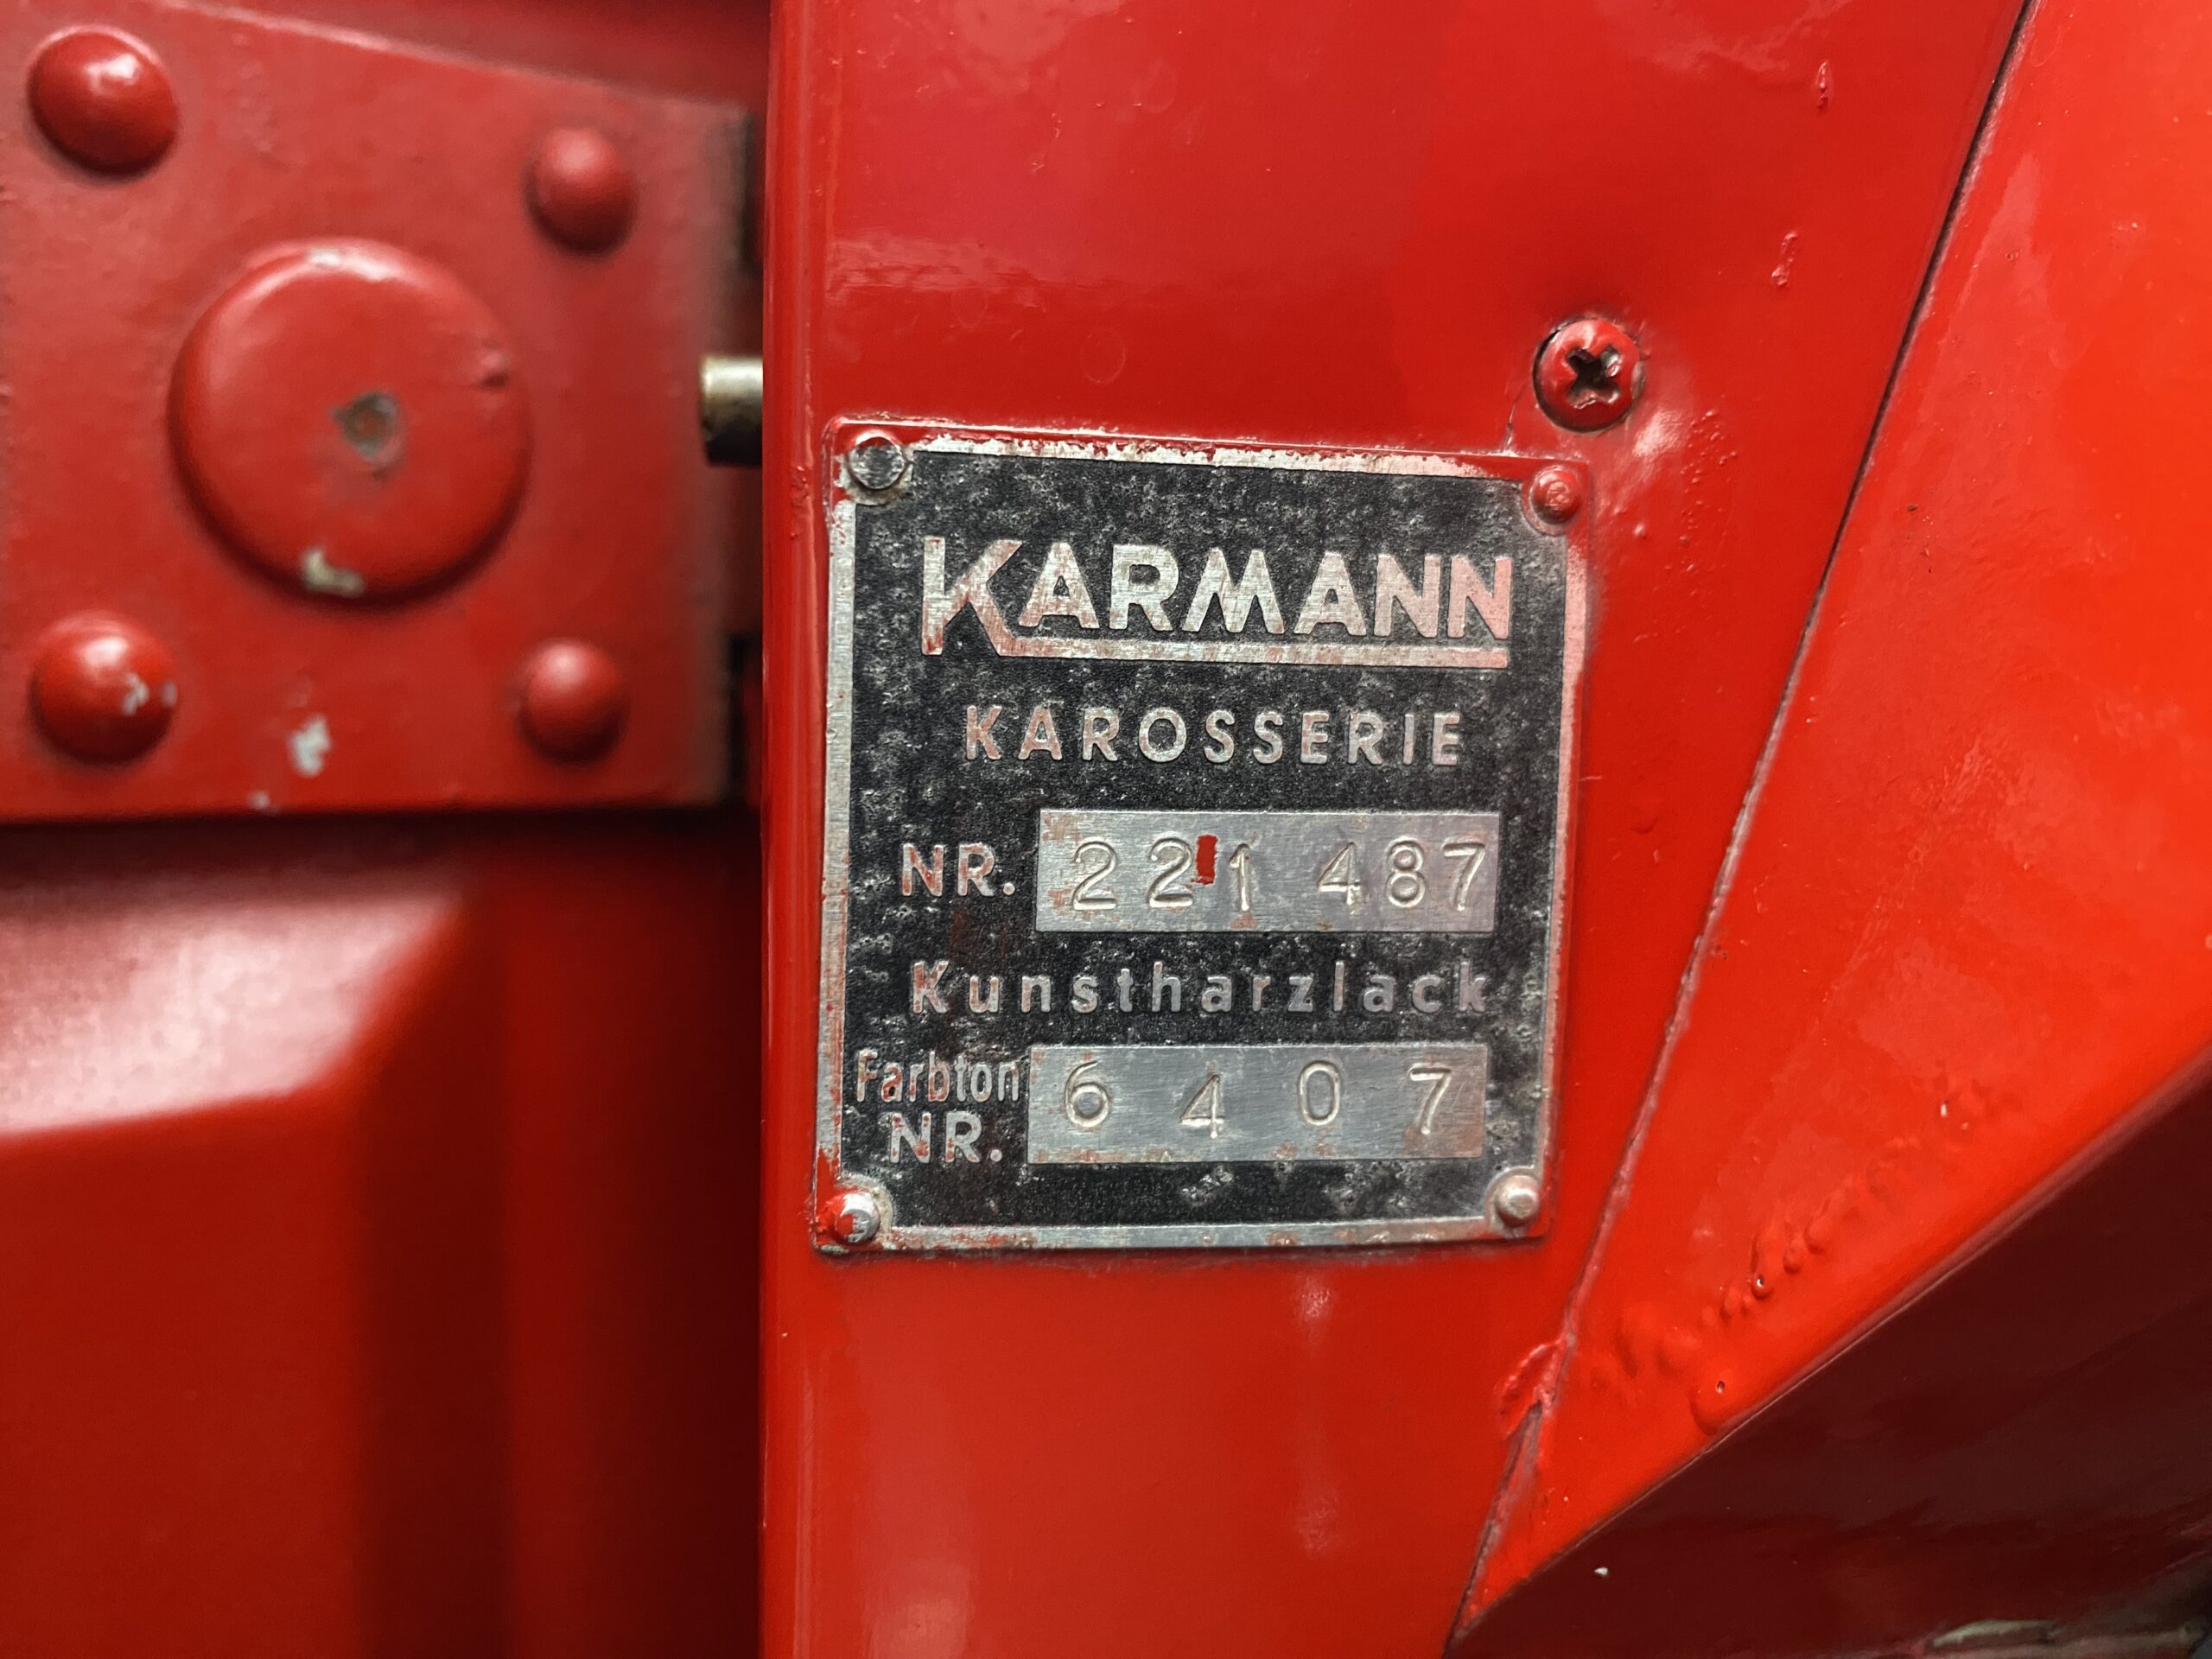 KARMANN
KAROSSERIE
NR. 221 487
Kunstharzlack
Farbton
NR. 6407